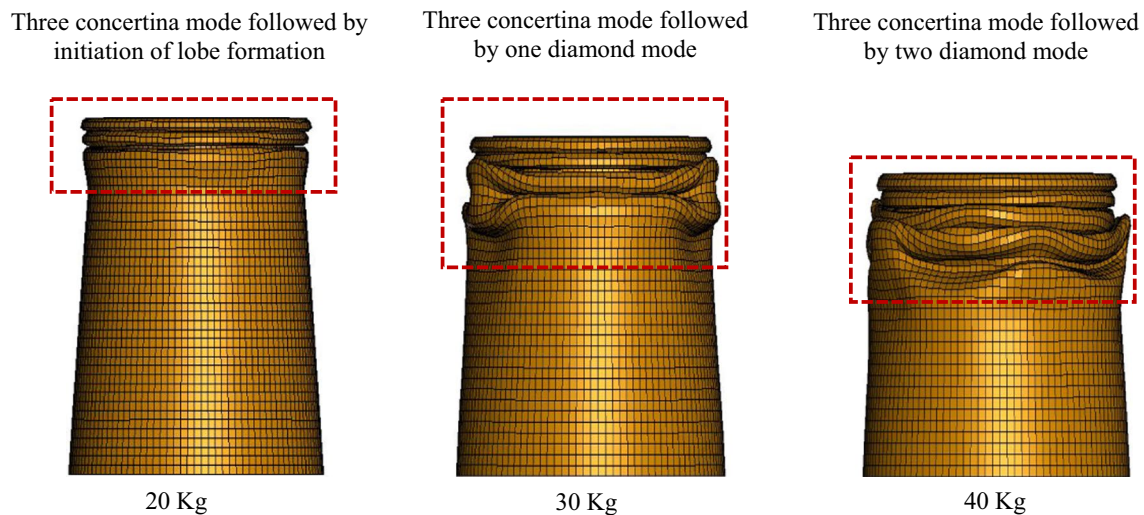 Three concertina mode followed by
initiation of lobe formation
Three concertina mode followed
by one diamond mode
Three concertina mode followed
by two diamond mode
20 Kg
30 Kg
40 Kg